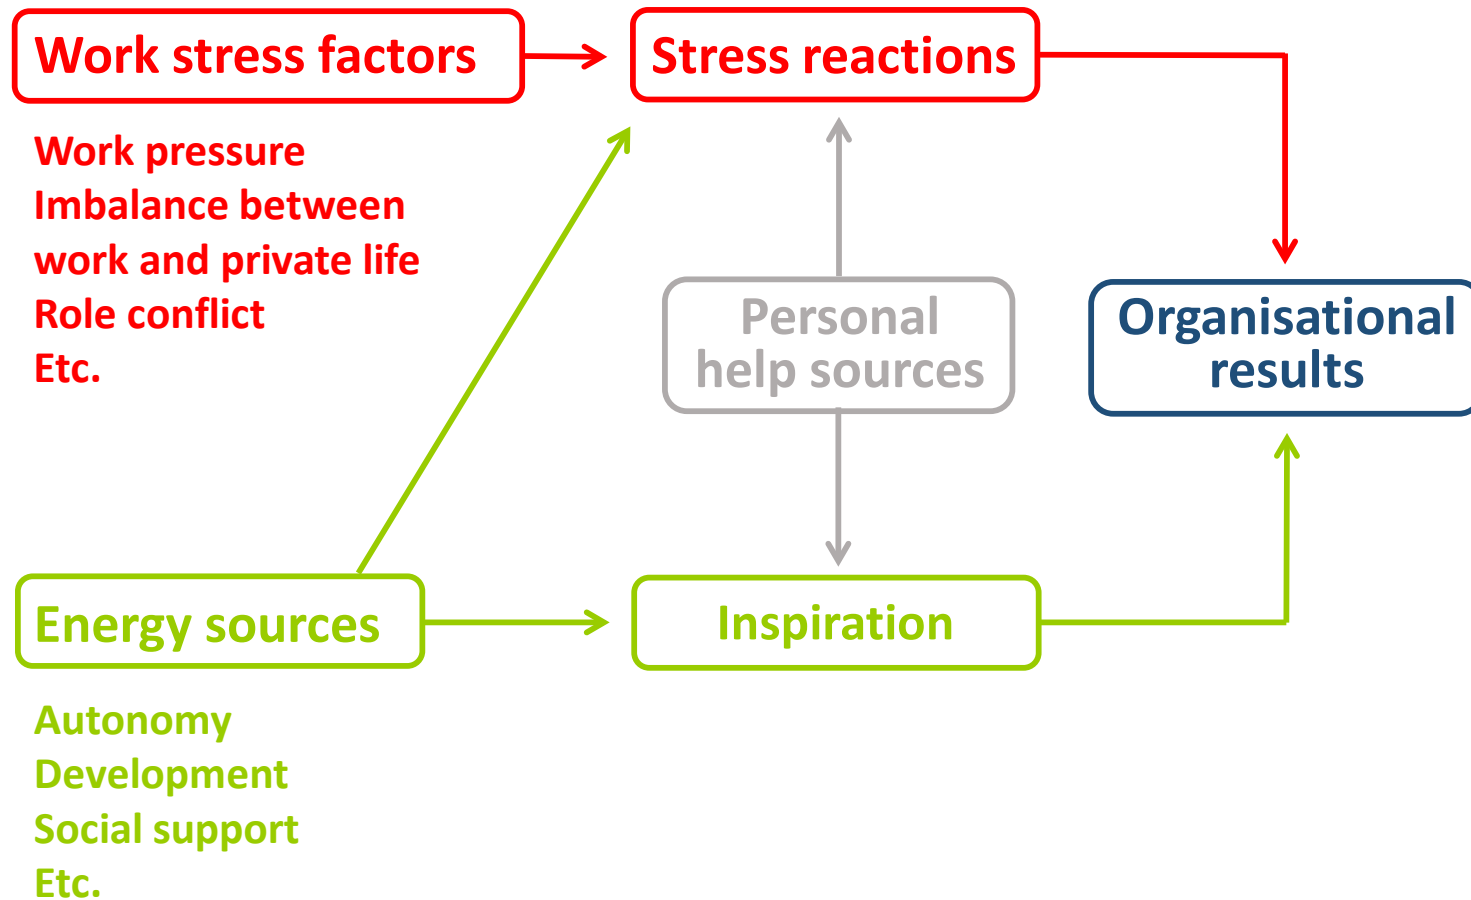 Work stress factors
Stress reactions
Work pressure
Imbalance between
work and private life
Role conflict
Etc.
Personal
help sources
Organisational
results
Energy sources
Inspiration
Autonomy
Development
Social support
Etc.